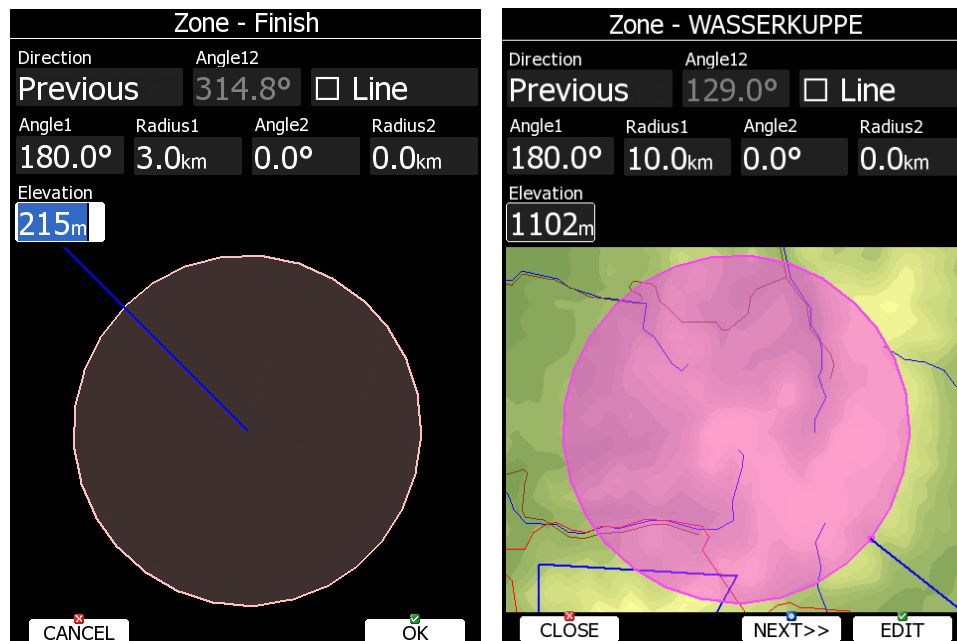 Zone - Finish
Direction Angle12
Previous 314.8° Line
Angle1 Radius1 Angle2 Radius2
180.0° 3.0km 0.0° 0.0km
Elevation
215m
CANCEL OK
Zone - WASSERKUPPE
Direction Angle12
Previous 129.0° Line
Angle1 Radius1 Angle2 Radius2
180.0° 10.0km 0.0° 0.0km
Elevation
1102m
CLOSE NEXT>> EDIT